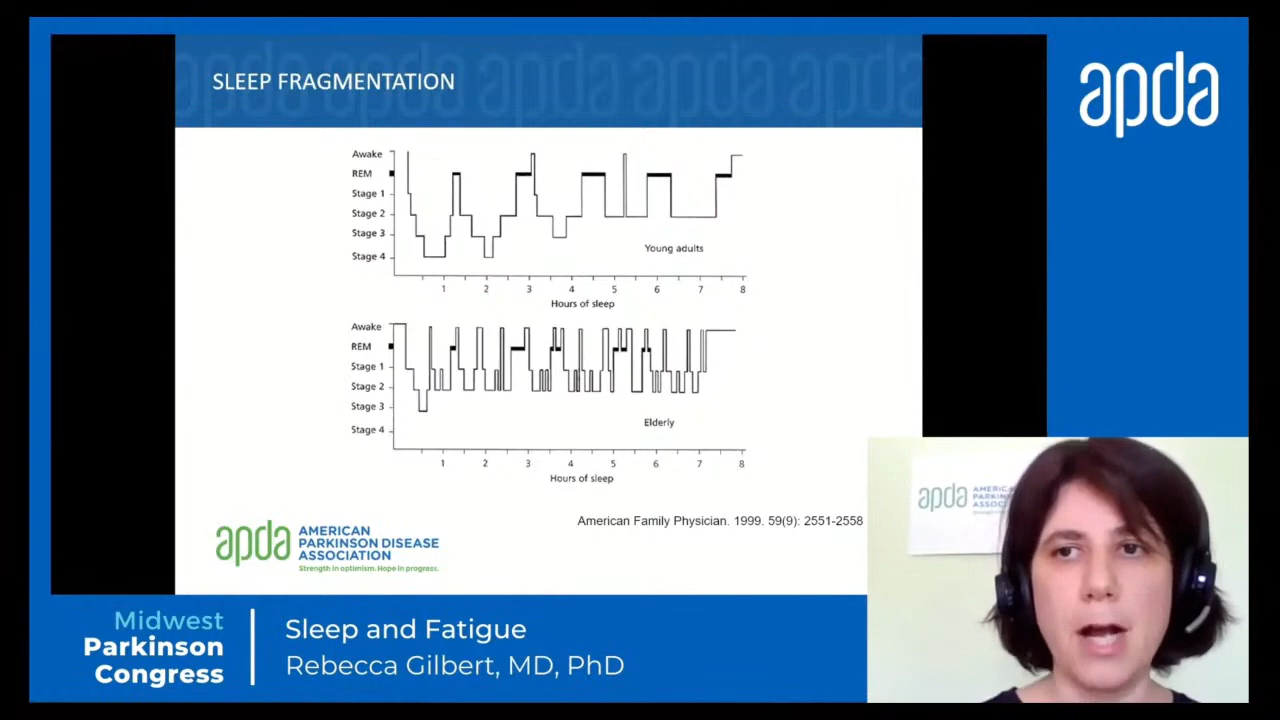 SLEEP FRAGMENTATION
apda
Awake
REM
Stage 1
Stage 2
Stage 3
Stage 4
Young adults
1 2 3 4 5 6 7 8
Hours of sleep
Awake
REM
Stage 1
Stage 2
Stage 3
Stage 4
Elderly
1 2 3 4 5 6 7 8
Hours of sleep
American Family Physician. 1999. 59(9): 2551-2558
apda
AMERICAN
PARKINSON DISEASE
ASSOCIATION
Strength in optimism. Hope in progress.
apda
Midwest
Parkinson
Congress
Sleep and Fatigue
Rebecca Gilbert, MD, PhD